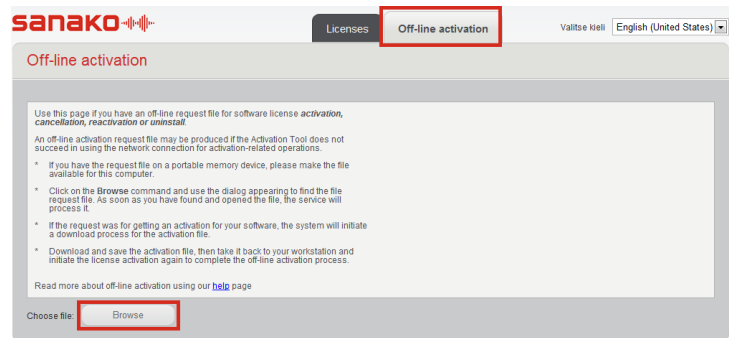 sanako
Licenses Off-line activation Valitse kieli English (United States)
Off-line activation
Use this page if you have an off-line request file for software license activation,
cancellation, reactivation or uninstall.
An off-line activation request file may be produced if the Activation Tool does not
succeed in using the network connection for activation-related operations.
* If you have the request file on a portable memory device, please make the file
available for this computer.
* Click on the Browse command and use the dialog appearing to find the file
request file. As soon as you have found and opened the file, the service will
process it.
* If the request was for getting an activation for your software, the system will initiate
a download process for the activation file.
* Download and save the activation file, then take it back to your workstation and
initiate the license activation again to complete the off-line activation process.
Read more about off-line activation using our help page
Choose file: Browse